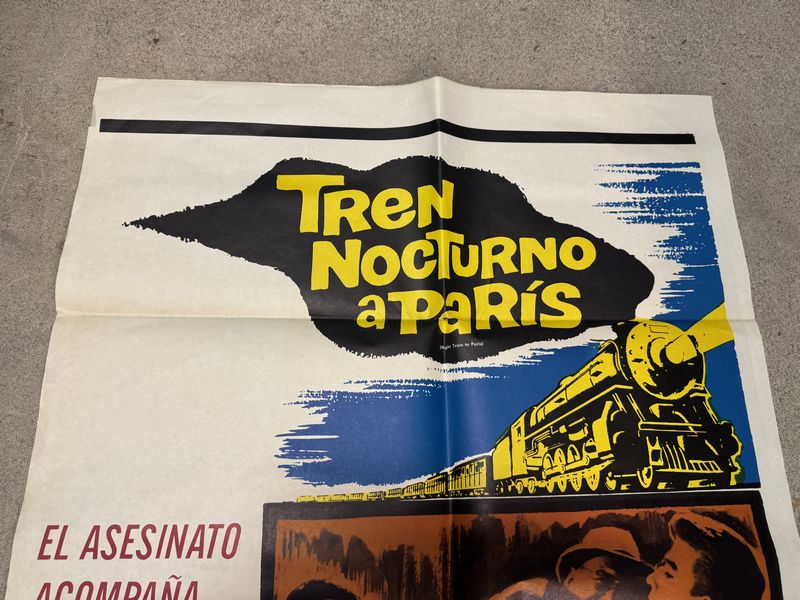 TReN
NOCTURNO
a PaRíS
(Night Train to Paris)
EL ASESINATO
ACOMPAÑA